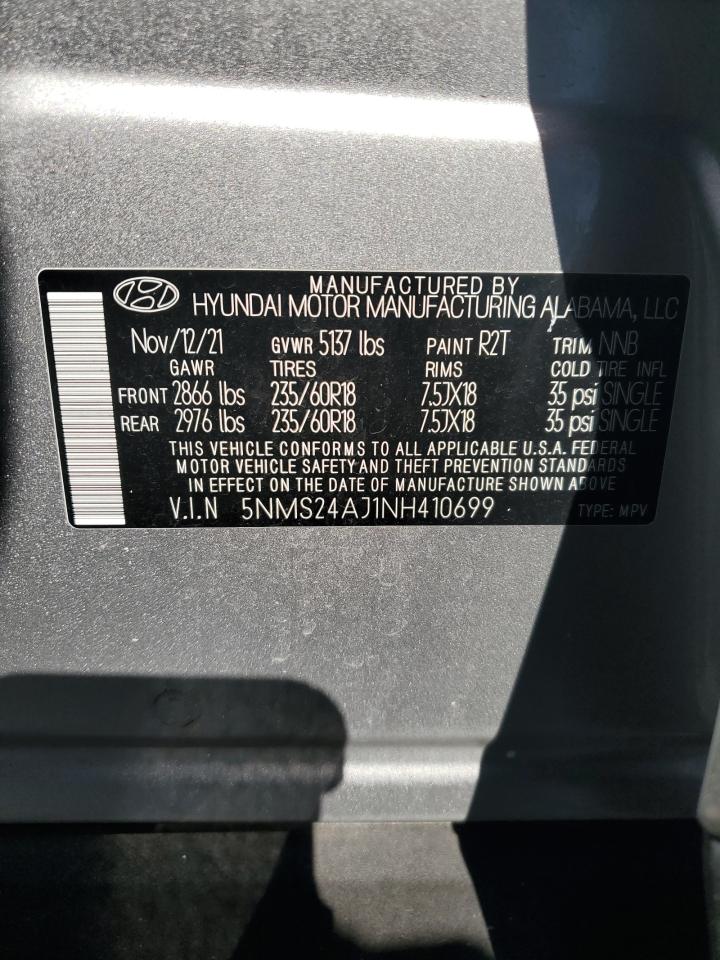 MANUFACTURED BY
HYUNDAI MOTOR MANUFACTURING ALABAMA, LLC
Nov/12/21 GVWR 5137 lbs PAINT R2T TRIM NNB
GAWR TIRES RIMS COLD TIRE INFL
FRONT 2866 lbs 235/60R18 7.5JX18 35 psi SINGLE
REAR 2976 lbs 235/60R18 7.5JX18 35 psi SINGLE
THIS VEHICLE CONFORMS TO ALL APPLICABLE U.S.A. FEDERAL
MOTOR VEHICLE SAFETY AND THEFT PREVENTION STANDARDS
IN EFFECT ON THE DATE OF MANUFACTURE SHOWN ABOVE
V.I.N 5NMS24AJ1NH410699 TYPE: MPV